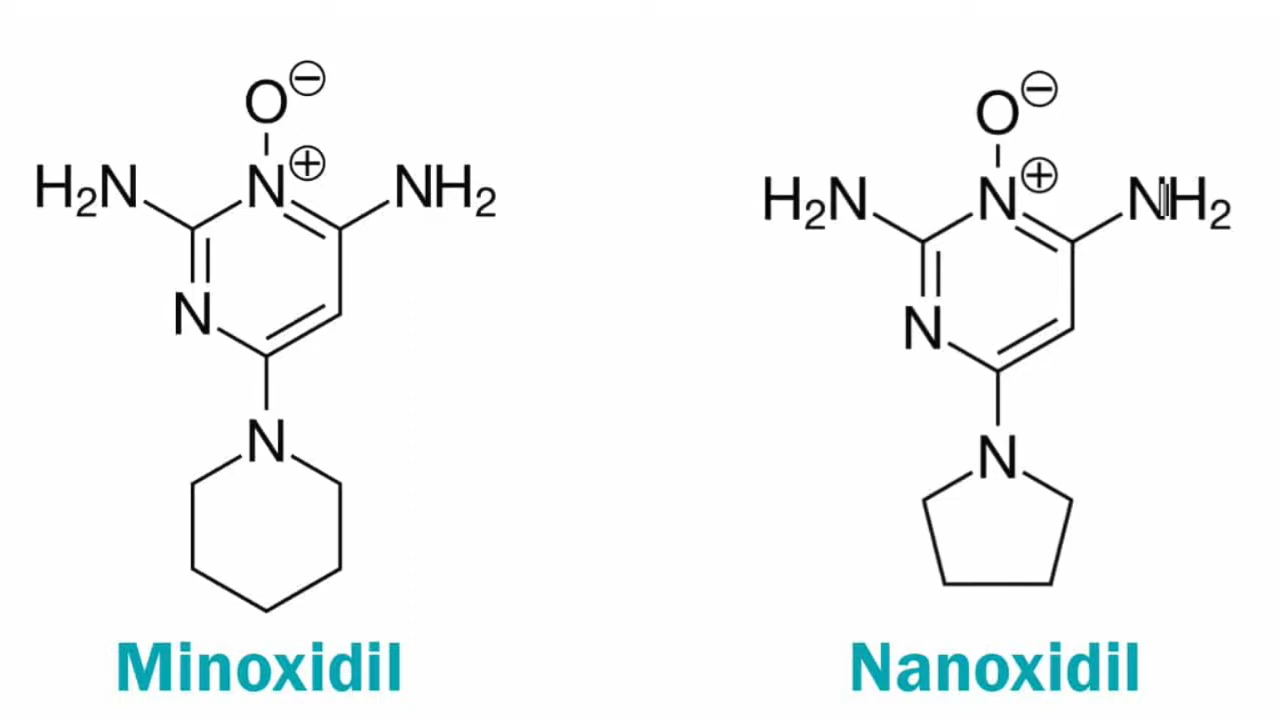 O⊖
H₂N N⊕ NH₂
N
N
Minoxidil
O⊖
H₂N N⊕ NH₂
N
N
Nanoxidil